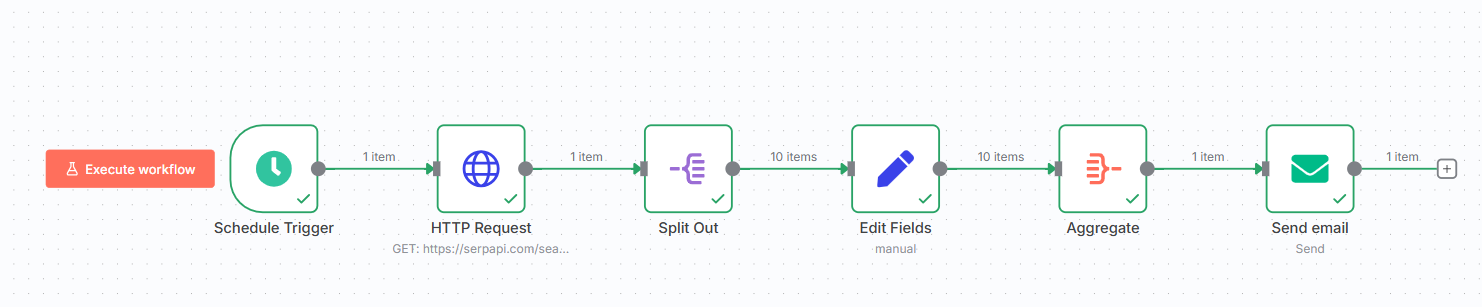 Execute workflow
1 item
1 item
10 items
10 items
1 item
1 item
Schedule Trigger
HTTP Request
Split Out
Edit Fields
Aggregate
Send email
GET: https://serpapi.com/sea...
manual
Send